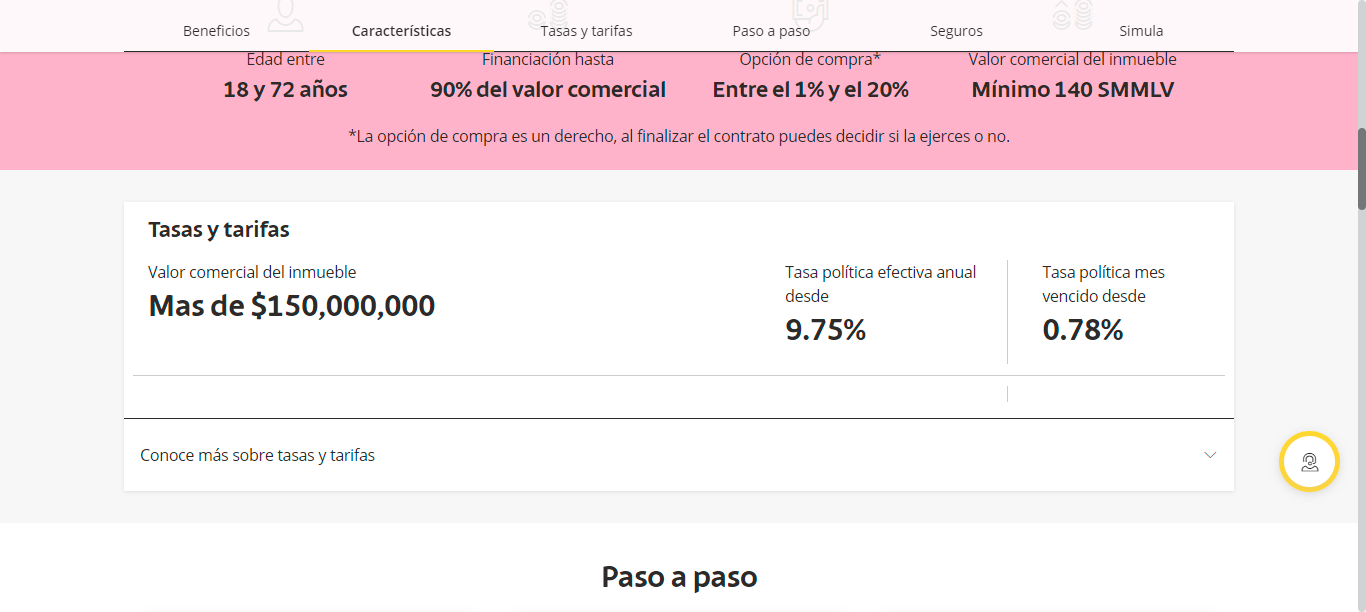 Beneficios Características Tasas y tarifas Paso a paso Seguros Simula
Edad entre Financiación hasta Opción de compra* Valor comercial del inmueble
18 y 72 años 90% del valor comercial Entre el 1% y el 20% Mínimo 140 SMMLV
*La opción de compra es un derecho, al finalizar el contrato puedes decidir si la ejerces o no.
Tasas y tarifas
Valor comercial del inmueble
Mas de $150,000,000
Tasa política efectiva anual
desde
9.75%
Tasa política mes
vencido desde
0.78%
Conoce más sobre tasas y tarifas
Paso a paso